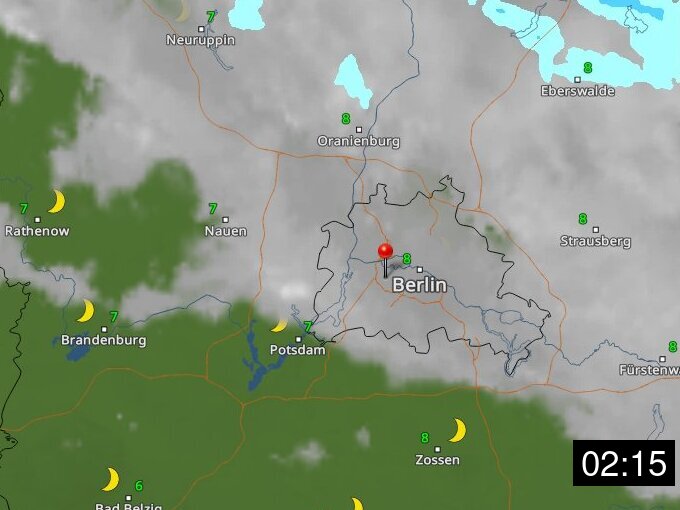 7
Neuruppin
8
Eberswalde
8
Oranienburg
7
Rathenow
7
Nauen
8
Strausberg
8
Berlin
7
Brandenburg
7
Potsdam
8
Fürstenwa
8
Zossen
02:15
6
Bad Belzig